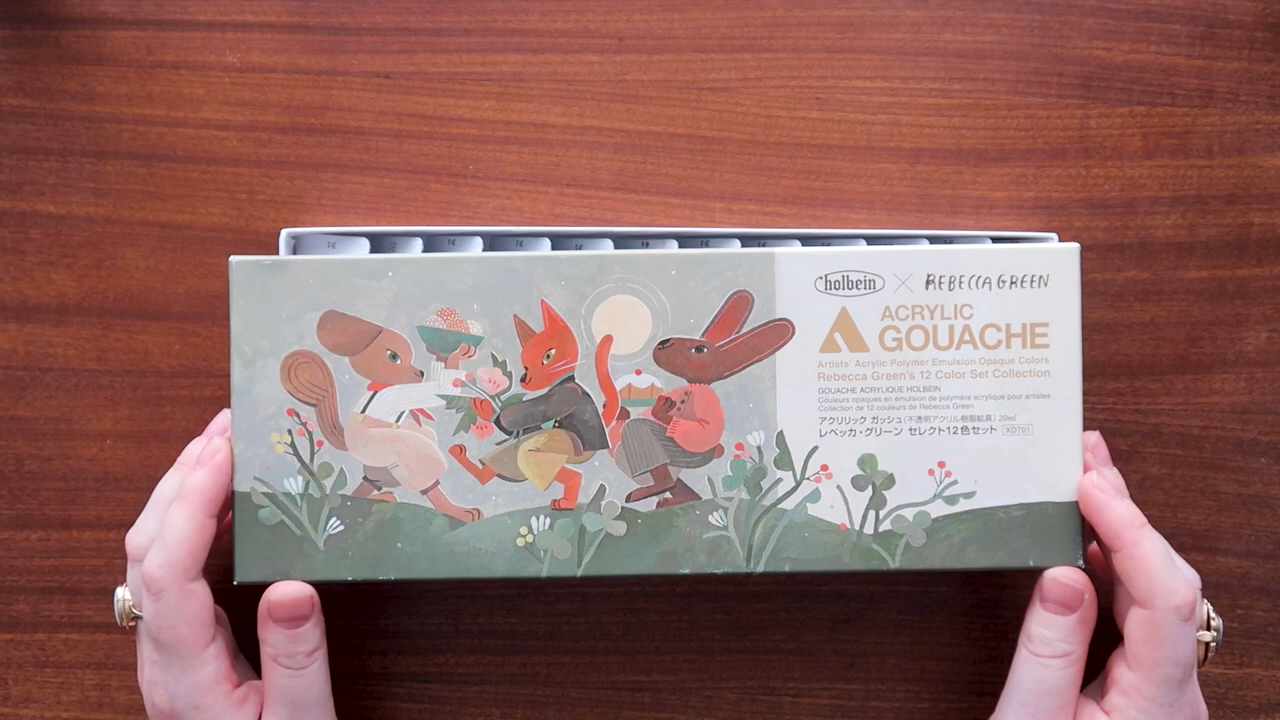 holbein × REBECCA GREEN
ACRYLIC
GOUACHE
Artists' Acrylic Polymer Emulsion Opaque Colors
Rebecca Green's 12 Color Set Collection
GOUACHE ACRYLIQUE HOLBEIN
Couleurs opaques en émulsion de polymère acrylique pour artistes
Collection de 12 couleurs de Rebecca Green
アクリリック ガッシュ(不透明アクリル樹脂絵具) 20ml
レベッカ・グリーン セレクト12色セット XD701